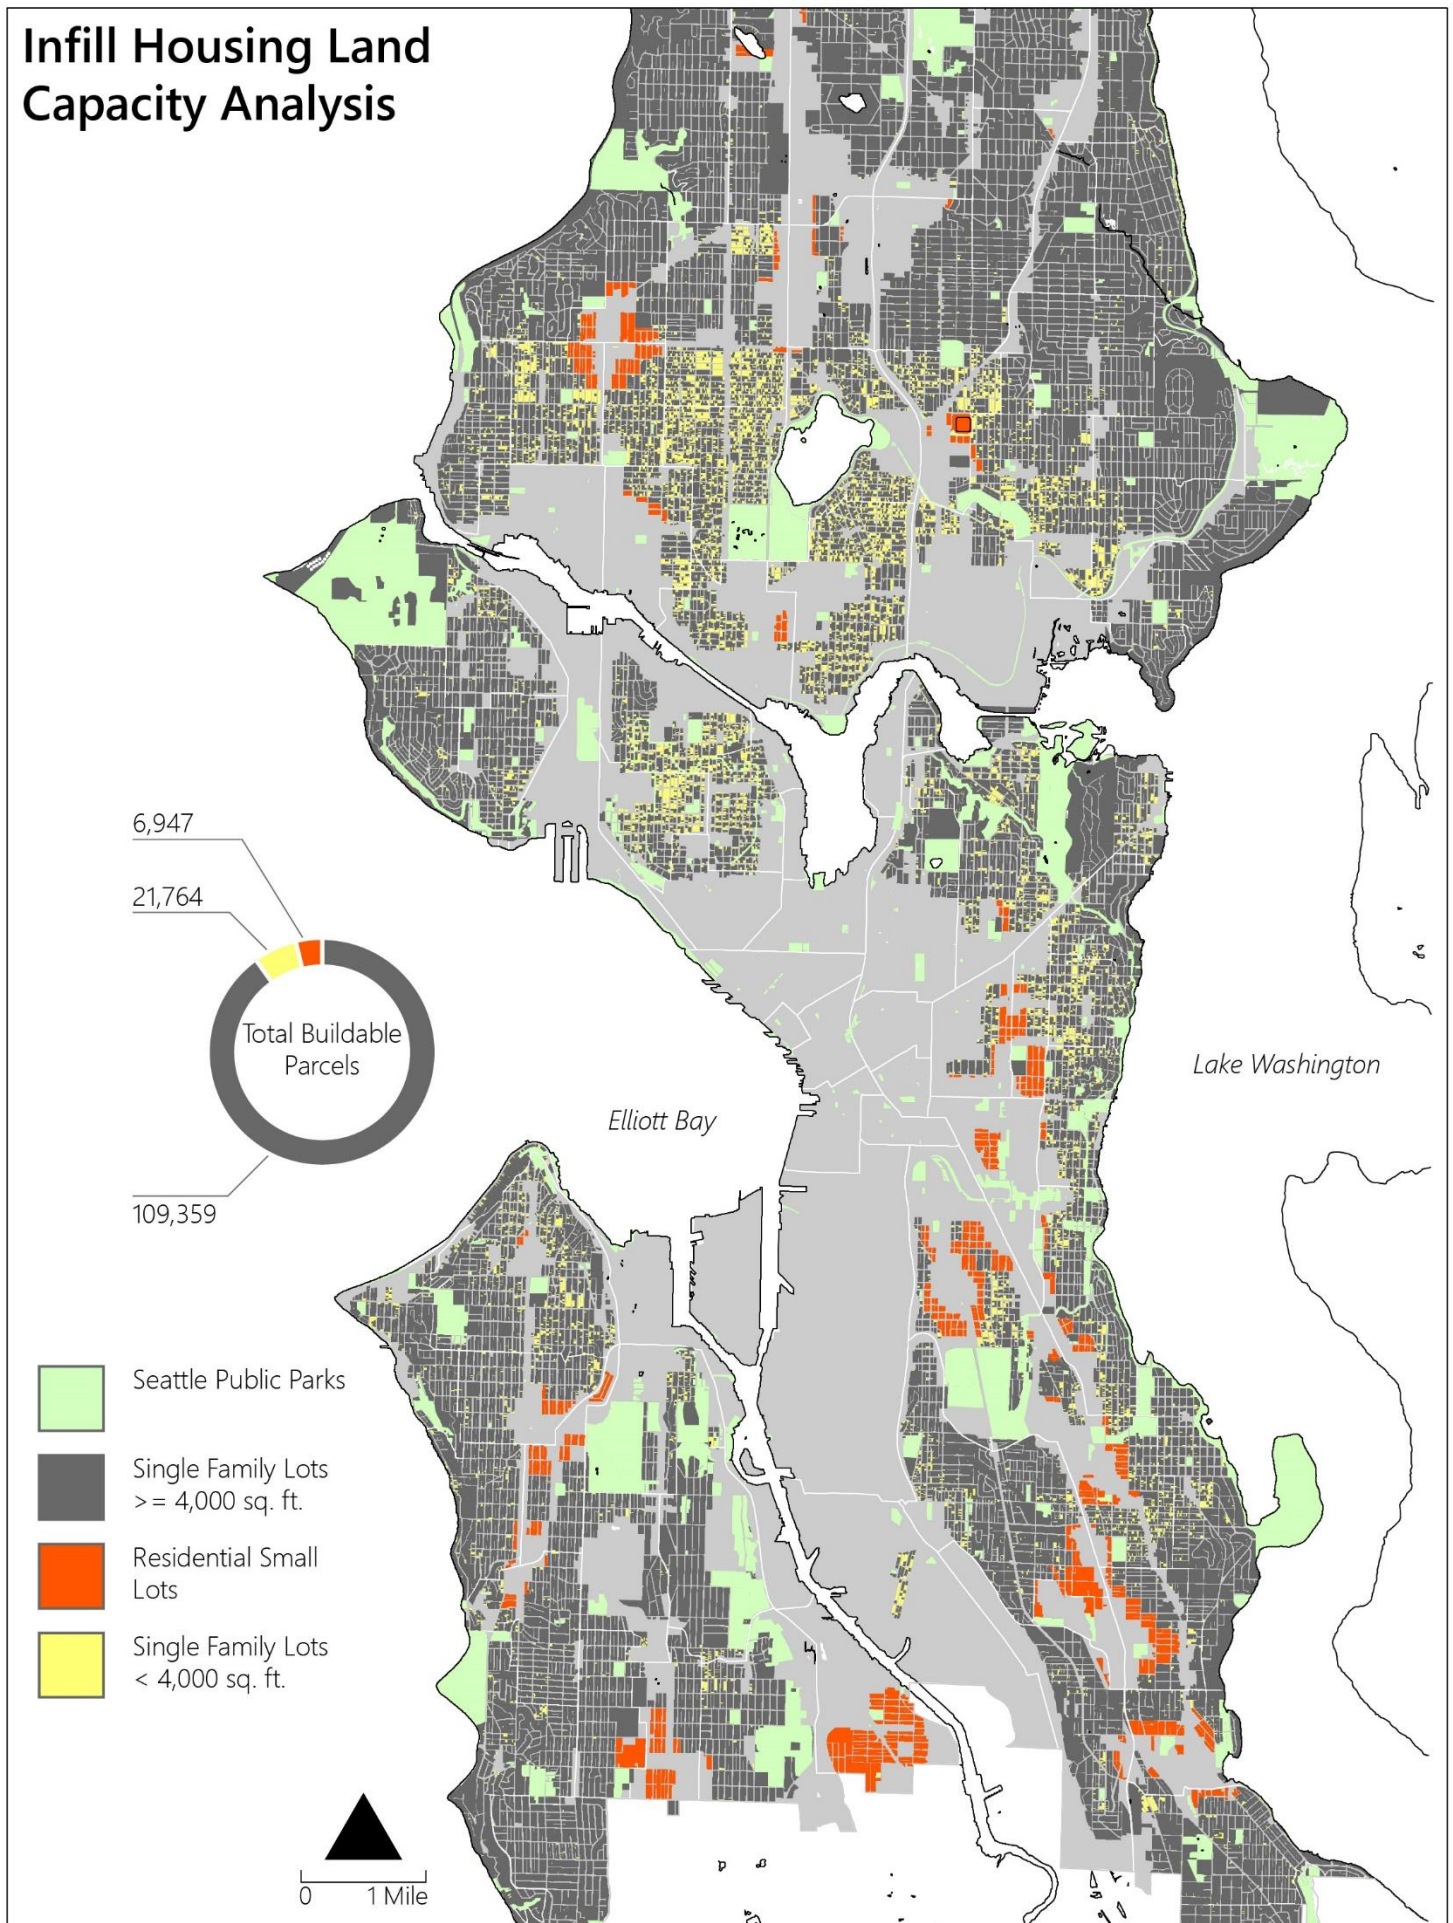 Infill Housing Land
Capacity Analysis
6,947
21,764
Total Buildable
Parcels
109,359
Elliott Bay
Lake Washington
Seattle Public Parks
Single Family Lots
>= 4,000 sq. ft.
Residential Small
Lots
Single Family Lots
< 4,000 sq. ft.
0 1 Mile